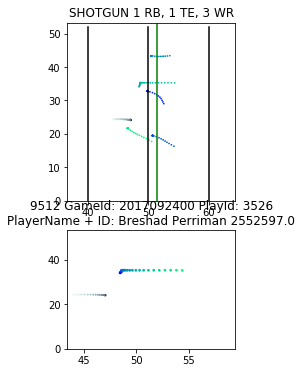 SHOTGUN 1 RB, 1 TE, 3 WR
50
40
30
20
10
0
40 50 60
9512 GameId: 2017092400 PlayId: 3526
PlayerName + ID: Breshad Perriman 2552597.0
40
20
0
45 50 55